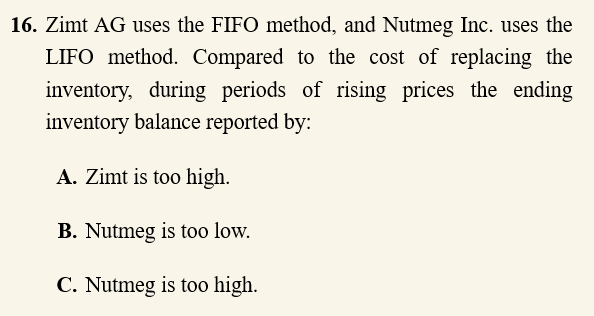 16. Zimt AG uses the FIFO method, and Nutmeg Inc. uses the
LIFO method. Compared to the cost of replacing the
inventory, during periods of rising prices the ending
inventory balance reported by:
A. Zimt is too high.
B. Nutmeg is too low.
C. Nutmeg is too high.